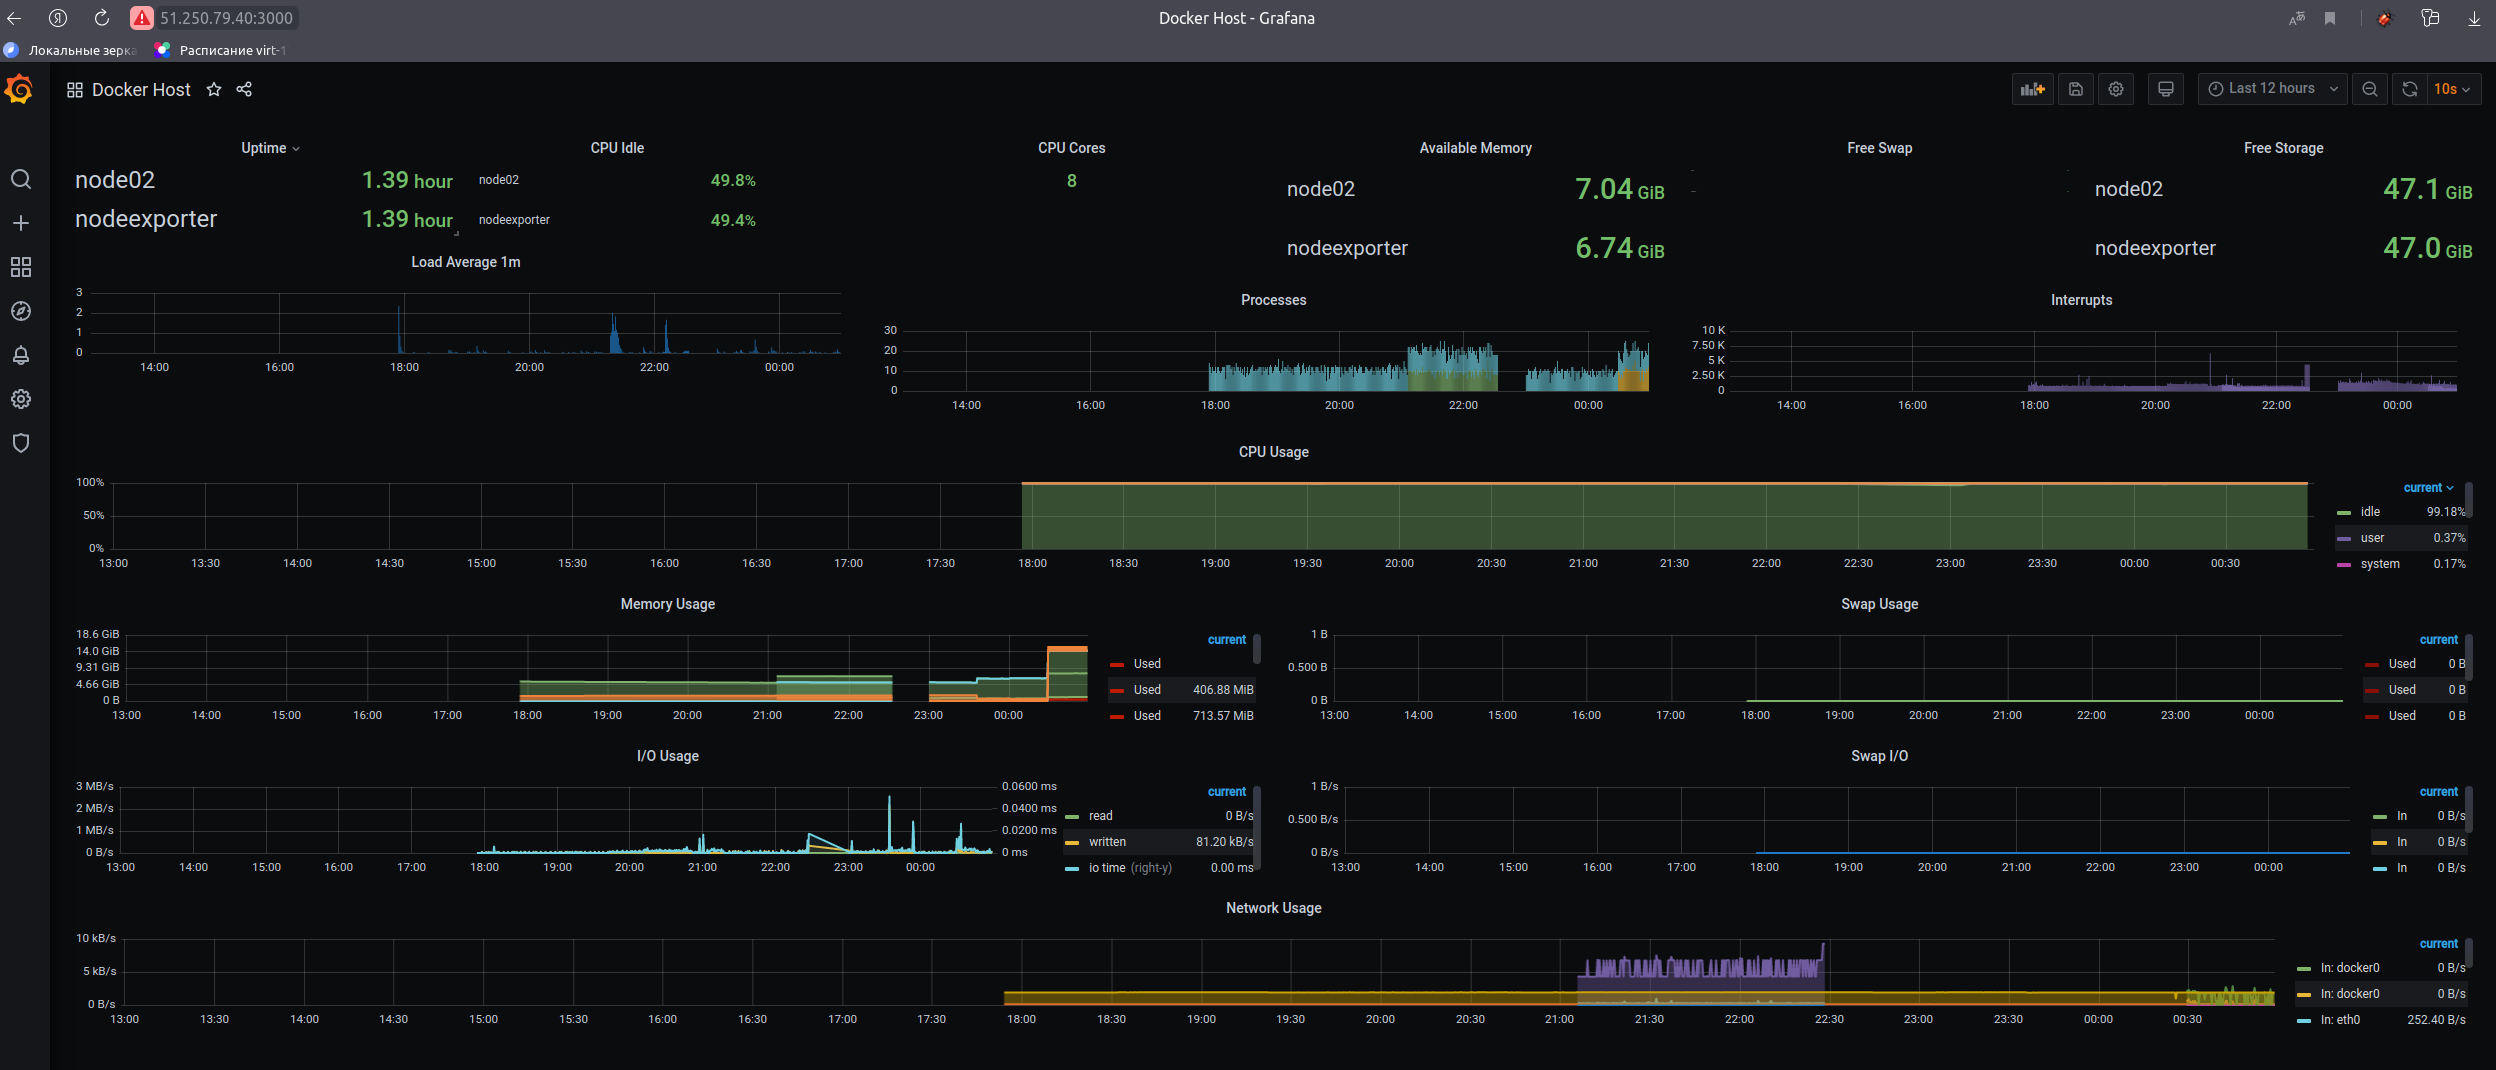 51.250.79.40:3000
Docker Host - Grafana
Локальные зерка
Расписание virt-1
Docker Host
Last 12 hours
10s
Uptime
node02 1.39 hour
nodeexporter 1.39 hour
CPU Idle
node02 49.8%
nodeexporter 49.4%
CPU Cores
8
Available Memory
node02 7.04 GiB
nodeexporter 6.74 GiB
Free Swap
Free Storage
node02 47.1 GiB
nodeexporter 47.0 GiB
Load Average 1m
3
2
1
0
14:00 16:00 18:00 20:00 22:00 00:00
Processes
30
20
10
0
14:00 16:00 18:00 20:00 22:00 00:00
Interrupts
10 K
7.50 K
5 K
2.50 K
0
14:00 16:00 18:00 20:00 22:00 00:00
CPU Usage
100%
50%
0%
13:00 13:30 14:00 14:30 15:00 15:30 16:00 16:30 17:00 17:30 18:00 18:30 19:00 19:30 20:00 20:30 21:00 21:30 22:00 22:30 23:00 23:30 00:00 00:30
current
idle 99.18%
user 0.37%
system 0.17%
Memory Usage
18.6 GiB
14.0 GiB
9.31 GiB
4.66 GiB
0 B
13:00 14:00 15:00 16:00 17:00 18:00 19:00 20:00 21:00 22:00 23:00 00:00
current
Used
Used 406.88 MiB
Used 713.57 MiB
Swap Usage
1 B
0.500 B
0 B
13:00 14:00 15:00 16:00 17:00 18:00 19:00 20:00 21:00 22:00 23:00 00:00
current
Used 0 B
Used 0 B
Used 0 B
I/O Usage
3 MB/s
2 MB/s
1 MB/s
0 B/s
0.0600 ms
0.0400 ms
0.0200 ms
0 ms
13:00 14:00 15:00 16:00 17:00 18:00 19:00 20:00 21:00 22:00 23:00 00:00
current
read 0 B/s
written 81.20 kB/s
io time (right-y) 0.00 ms
Swap I/O
1 B/s
0.500 B/s
0 B/s
13:00 14:00 15:00 16:00 17:00 18:00 19:00 20:00 21:00 22:00 23:00 00:00
current
In 0 B/s
In 0 B/s
In 0 B/s
Network Usage
10 kB/s
5 kB/s
0 B/s
13:00 13:30 14:00 14:30 15:00 15:30 16:00 16:30 17:00 17:30 18:00 18:30 19:00 19:30 20:00 20:30 21:00 21:30 22:00 22:30 23:00 23:30 00:00 00:30
current
In: docker0 0 B/s
In: docker0 0 B/s
In: eth0 252.40 B/s